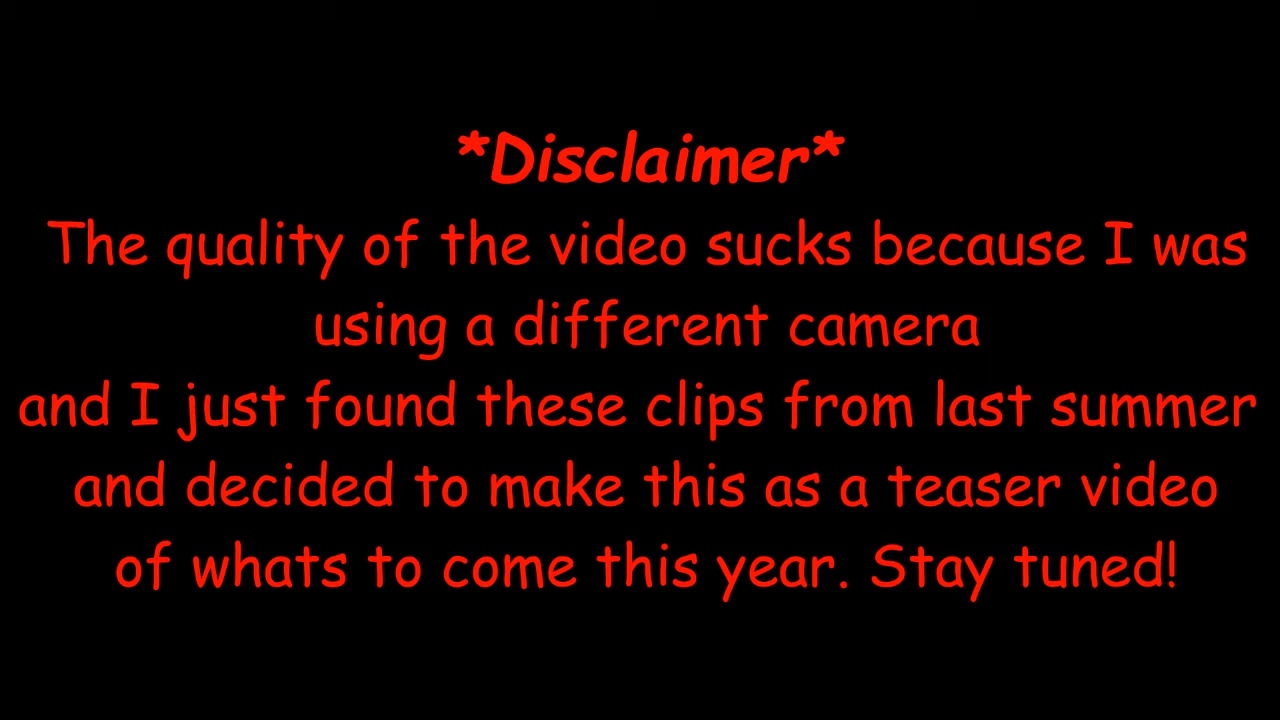 *Disclaimer*
The quality of the video sucks because I was
using a different camera
and I just found these clips from last summer
and decided to make this as a teaser video
of whats to come this year. Stay tuned!